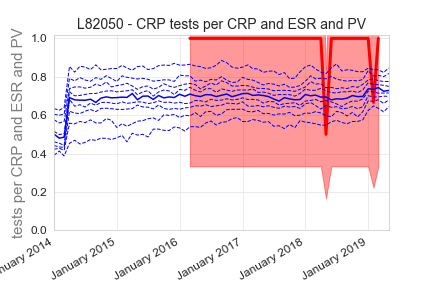 L82050 - CRP tests per CRP and ESR and PV
tests per CRP and ESR and PV
1.0
0.8
0.6
0.4
0.2
0.0
nuary 2014
January 2015
January 2016
January 2017
January 2018
January 2019